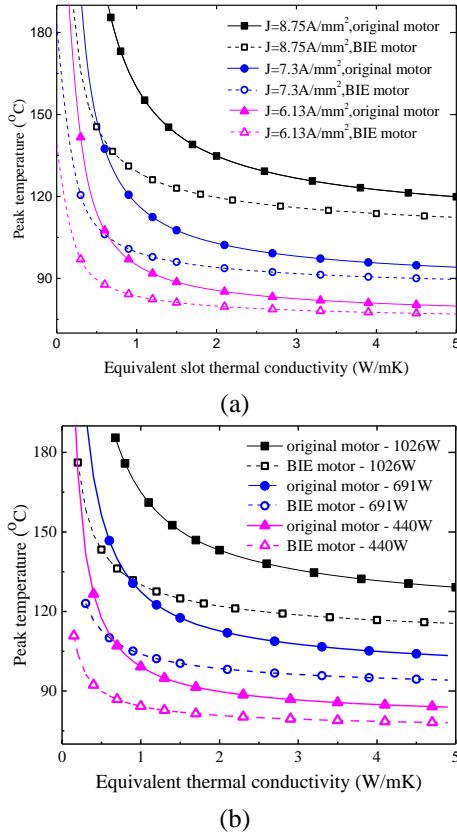 180
150
120
90
Peak temperature (°C)
J=8.75A/mm²,original motor
J=8.75A/mm²,BIE motor
J=7.3A/mm²,original motor
J=7.3A/mm²,BIE motor
J=6.13A/mm²,original motor
J=6.13A/mm²,BIE motor
0 1 2 3 4 5
Equivalent slot thermal conductivity (W/mK)
(a)
180
150
120
90
60
Peak temperature (°C)
original motor - 1026W
BIE motor - 1026W
original motor - 691W
BIE motor - 691W
original motor - 440W
BIE motor - 440W
0 1 2 3 4 5
Equivalent thermal conductivity (W/mK)
(b)